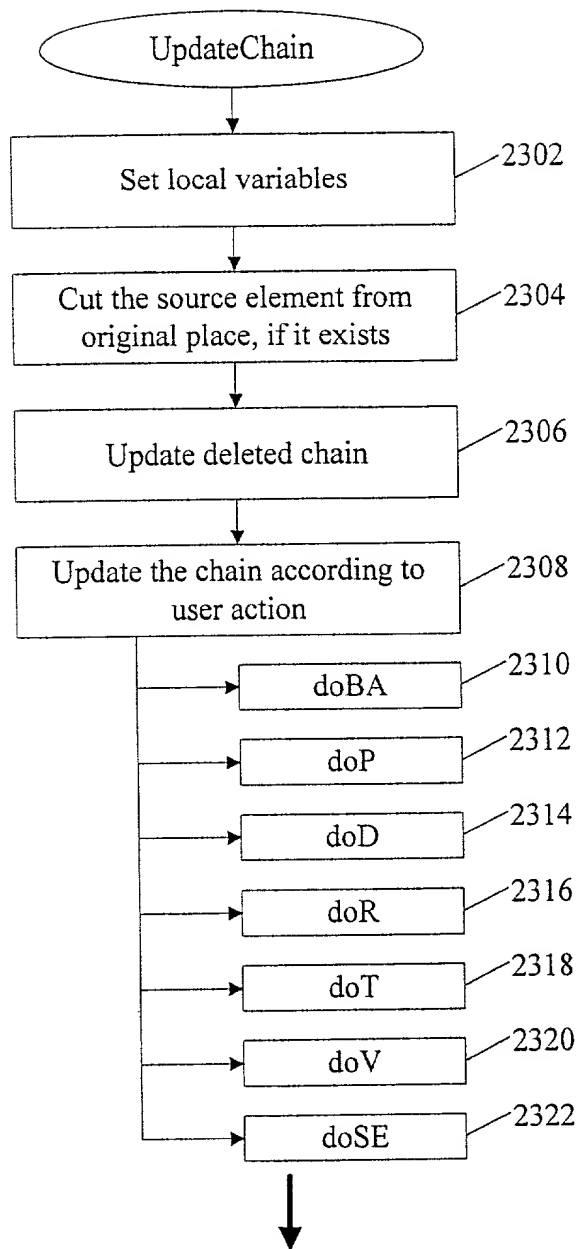 UpdateChain
Set local variables
2302
Cut the source element from
original place, if it exists
2304
Update deleted chain
2306
Update the chain according to
user action
2308
doBA
2310
doP
2312
doD
2314
doR
2316
doT
2318
doV
2320
doSE
2322